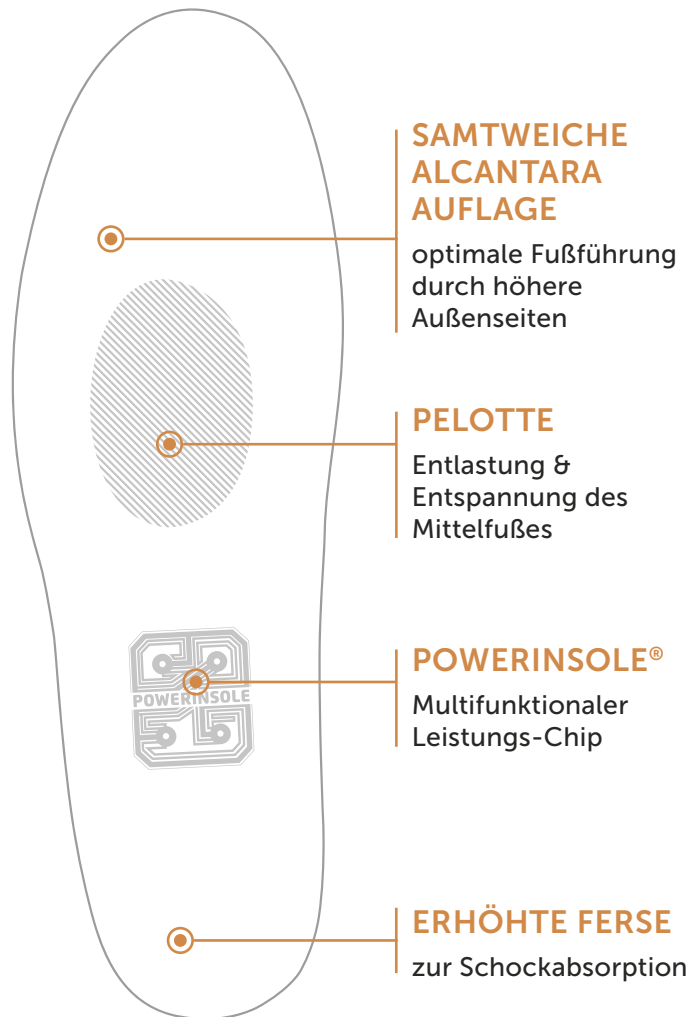 SAMTWEICHE
ALCANTARA
AUFLAGE
optimale Fußführung
durch höhere
Außenseiten
PELOTTE
Entlastung &
Entspannung des
Mittelfußes
POWERINSOLE®
Multifunktionaler
Leistungs-Chip
POWERINSOLE
ERHÖHTE FERSE
zur Schockabsorption